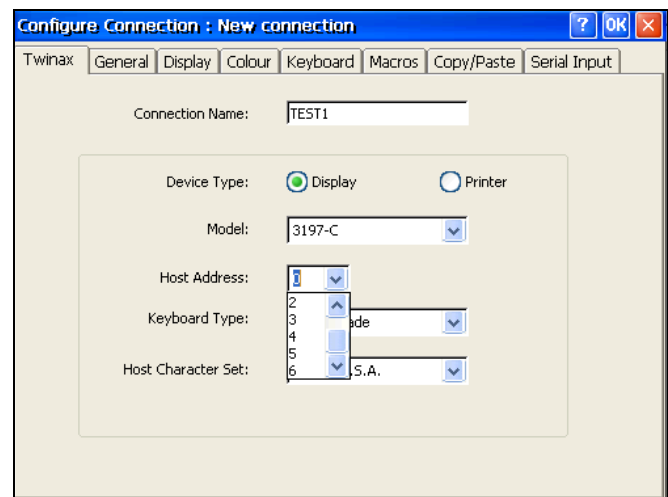 Configure Connection : New connection ? OK X
Twinax General Display Colour Keyboard Macros Copy/Paste Serial Input
Connection Name: TEST1
Device Type: Display Printer
Model: 3197-C
Host Address:
2
Keyboard Type: 3 ade
4
5
Host Character Set: 6 .S.A.